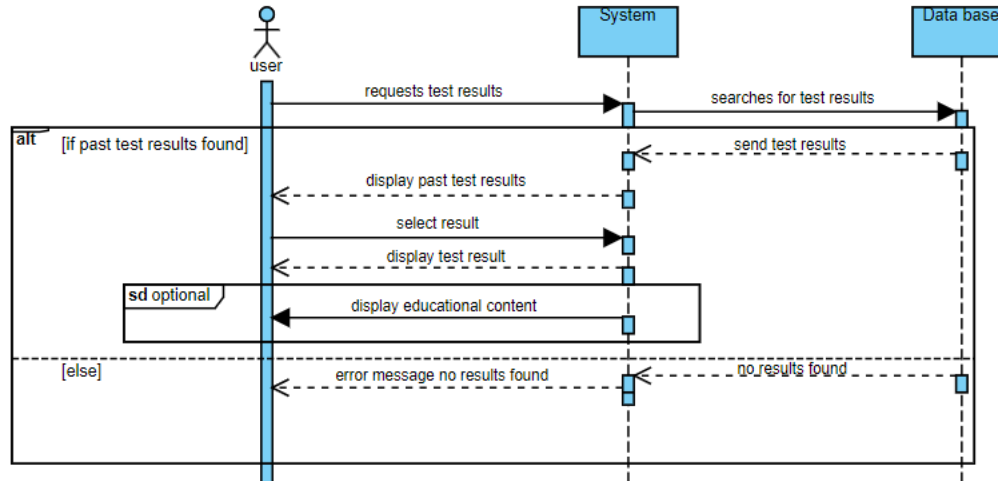 System
Data base
user
requests test results
searches for test results
alt
[if past test results found]
send test results
display past test results
select result
display test result
sd optional
display educational content
[else]
error message no results found
no results found